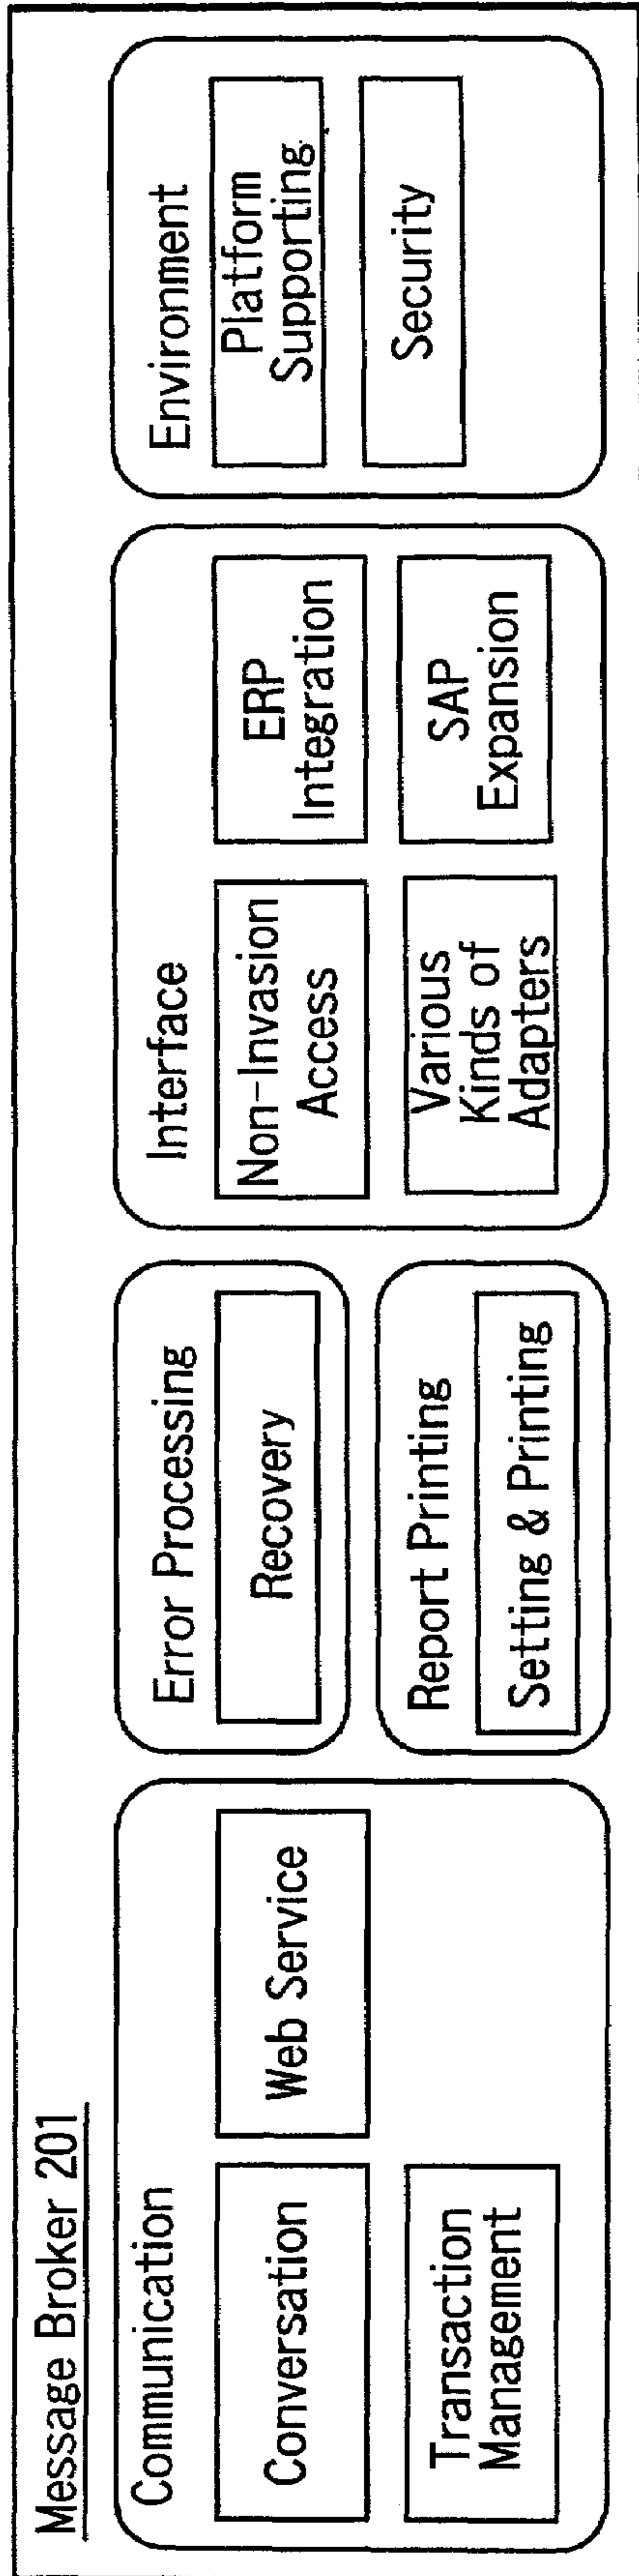 Message Broker 201
Communication
Conversation
Web Service
Transaction
Management
Error Processing
Recovery
Report Printing
Setting & Printing
Interface
Non-Invasion
Access
ERP
Integration
Various
Kinds of
Adapters
SAP
Expansion
Environment
Platform
Supporting
Security